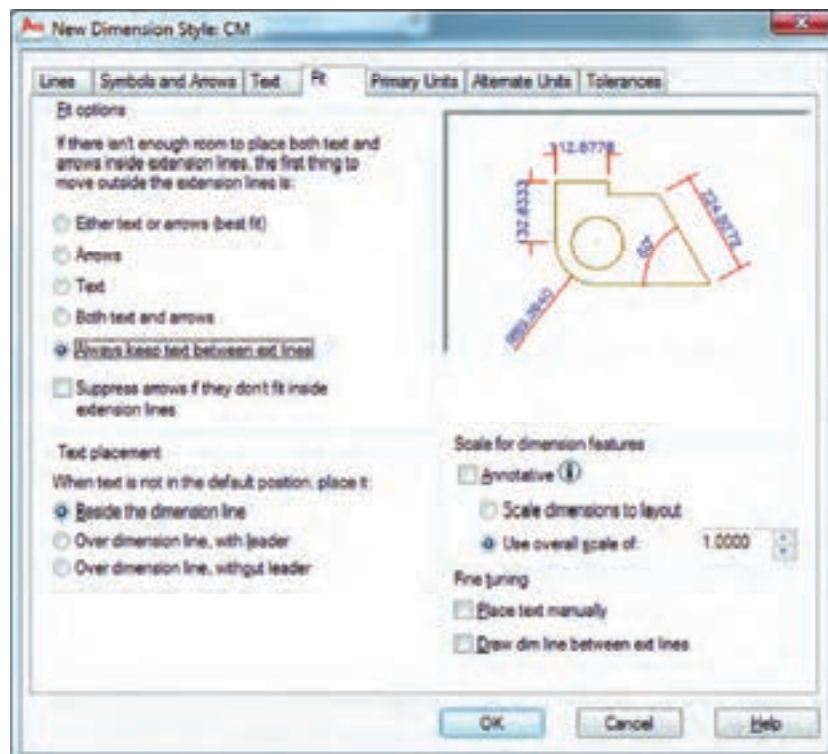 New Dimension Style: CM
Lines Symbols and Arrows Text Fit Primary Units Alternate Units Tolerances
Fit options
If there isn't enough room to place both text and
arrows inside extension lines, the first thing to
move outside the extension lines is:
Either text or arrows (best fit)
Arrows
Text
Both text and arrows
Always keep text between ext lines
Suppress arrows if they don't fit inside
extension lines
Text placement
When text is not in the default position, place it:
Beside the dimension line
Over dimension line, with leader
Over dimension line, without leader
60°
Scale for dimension features
Annotative
Scale dimensions to layout
Use overall scale of: 1.0000
Fine tuning
Place text manually
Draw dim line between ext lines
OK Cancel Help